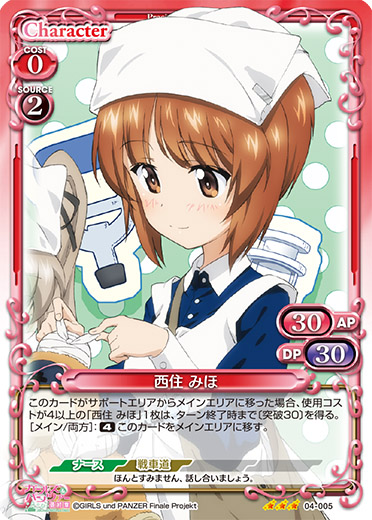 Character
COST
0
SOURCE
2
30 AP
DP 30
西住 みほ
このカードがサポートエリアからメインエリアに移った場合、使用コ
ストが4以上の「西住 みほ」1枚は、ターン終了時まで〔突破30〕を得る。
[メイン/両方]：4 このカードをメインエリアに移す。
ナース 戦車道
ほんとすみません、話し合いましょう。
©GIRLS und PANZER Finale Projekt
04-005